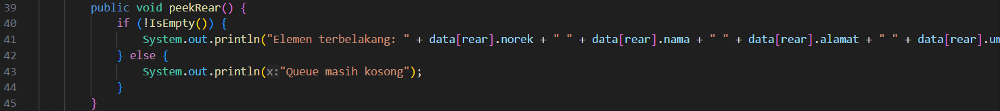 39 public void peekRear() {
40 if (!IsEmpty()) {
41 System.out.println("Elemen terbelakang: " + data[rear].norek + " " + data[rear].nama + " " + data[rear].alamat + " " + data[rear].um
42 } else {
43 System.out.println(x:"Queue masih kosong");
44 }
45 }